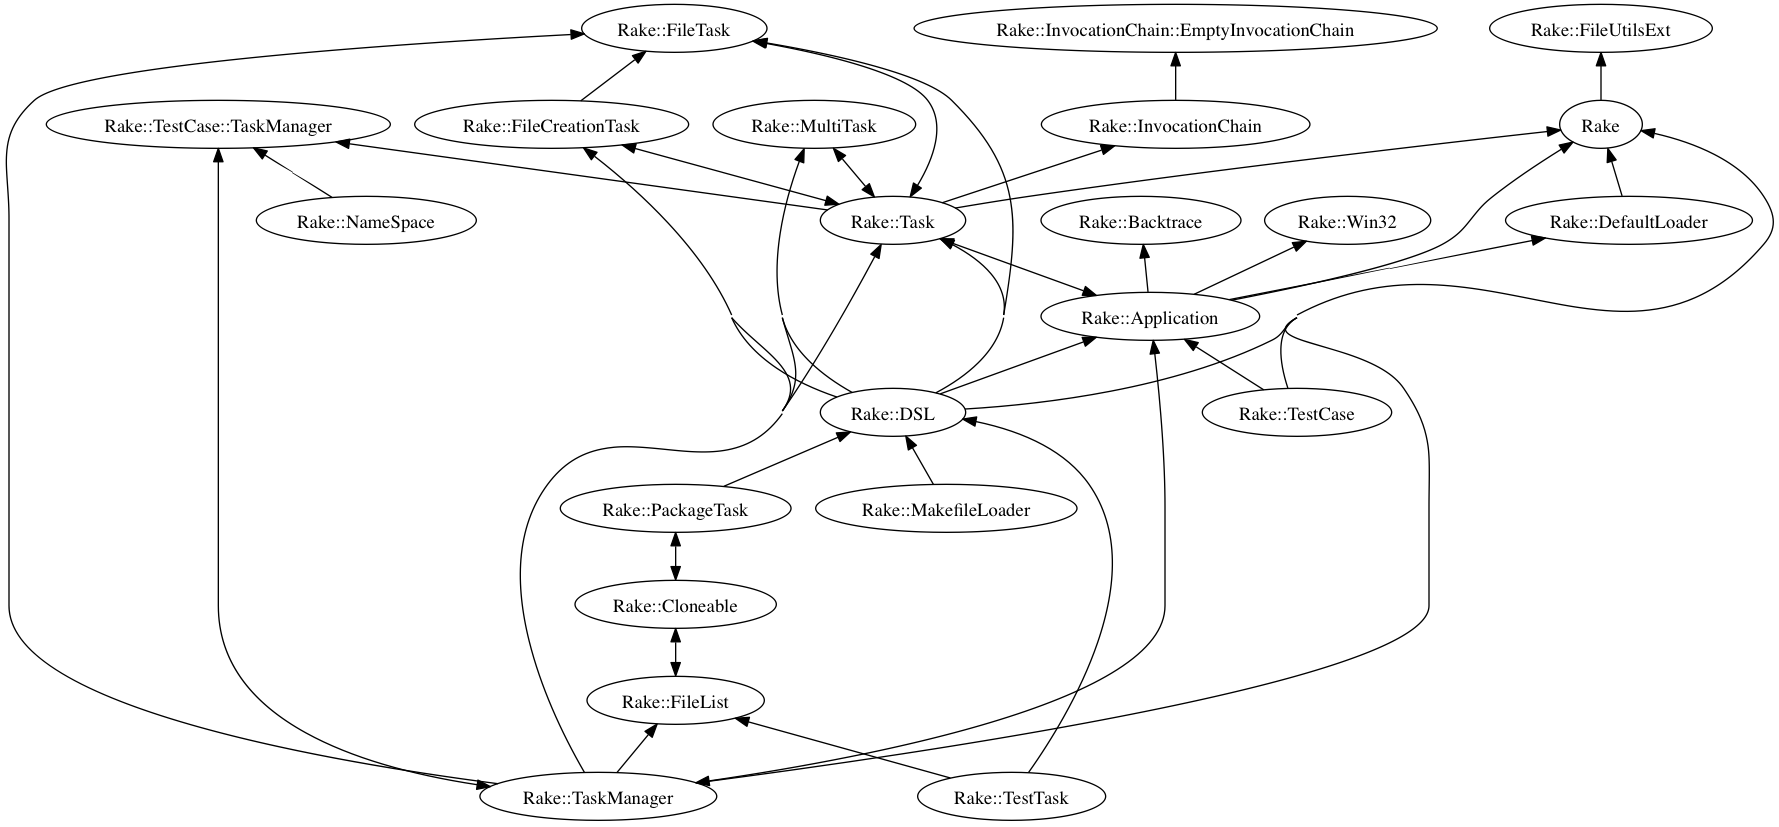 Rake::FileTask
Rake::InvocationChain::EmptyInvocationChain
Rake::FileUtilsExt
Rake::TestCase::TaskManager
Rake::FileCreationTask
Rake::MultiTask
Rake::InvocationChain
Rake
Rake::NameSpace
Rake::Task
Rake::Backtrace
Rake::Win32
Rake::DefaultLoader
Rake::Application
Rake::DSL
Rake::TestCase
Rake::PackageTask
Rake::MakefileLoader
Rake::Cloneable
Rake::FileList
Rake::TaskManager
Rake::TestTask